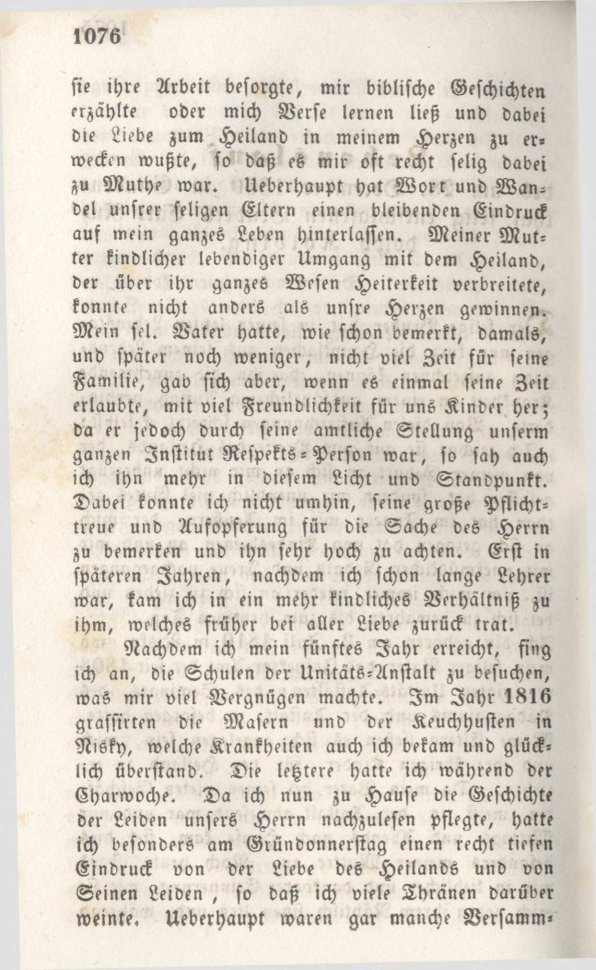 1076
sie ihre Arbeit besorgte, mir biblische Geschichten
erzählte oder mich Verse lernen ließ und dabei
die Liebe zum Heiland in meinem Herzen zu er=
wecken wußte, so daß es mir oft recht selig dabei
zu Muthe war. Ueberhaupt hat Wort und Wan=
del unsrer seligen Eltern einen bleibenden Eindruck
auf mein ganzes Leben hinterlassen. Meiner Mut=
ter kindlicher lebendiger Umgang mit dem Heiland,
der über ihr ganzes Wesen Heiterkeit verbreitete,
konnte nicht anders als unsre Herzen gewinnen.
Mein sel. Vater hatte, wie schon bemerkt, damals,
und später noch weniger, nicht viel Zeit für seine
Familie, gab sich aber, wenn es einmal seine Zeit
erlaubte, mit viel Freundlichkeit für uns Kinder her;
da er jedoch durch seine amtliche Stellung unserm
ganzen Institut Respekts=Person war, so sah auch
ich ihn mehr in diesem Licht und Standpunkt.
Dabei konnte ich nicht umhin, seine große Pflicht=
treue und Aufopferung für die Sache des Herrn
zu bemerken und ihn sehr hoch zu achten. Erst in
späteren Jahren, nachdem ich schon lange Lehrer
war, kam ich in ein mehr kindliches Verhältniß zu
ihm, welches früher bei aller Liebe zurück trat.
Nachdem ich mein fünftes Jahr erreicht, fing
ich an, die Schulen der Unitäts=Anstalt zu besuchen,
was mir viel Vergnügen machte. Im Jahr 1816
grassirten die Masern und der Keuchhusten in
Nisky, welche Krankheiten auch ich bekam und glück=
lich überstand. Die letztere hatte ich während der
Charwoche. Da ich nun zu Hause die Geschichte
der Leiden unsers Herrn nachzulesen pflegte, hatte
ich besonders am Gründonnerstag einen recht tiefen
Eindruck von der Liebe des Heilands und von
Seinen Leiden, so daß ich viele Thränen darüber
weinte. Ueberhaupt waren gar manche Versamm=